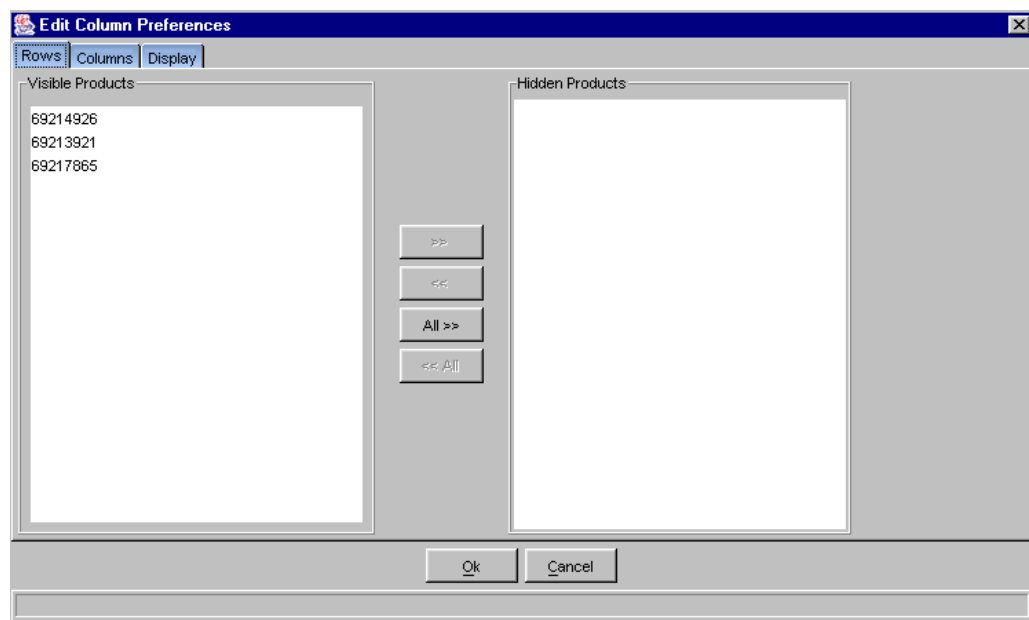 Edit Column Preferences
Rows Columns Display
Visible Products
69214926
69213921
69217865
>>
<<
All >>
<< All
Hidden Products
Ok Cancel